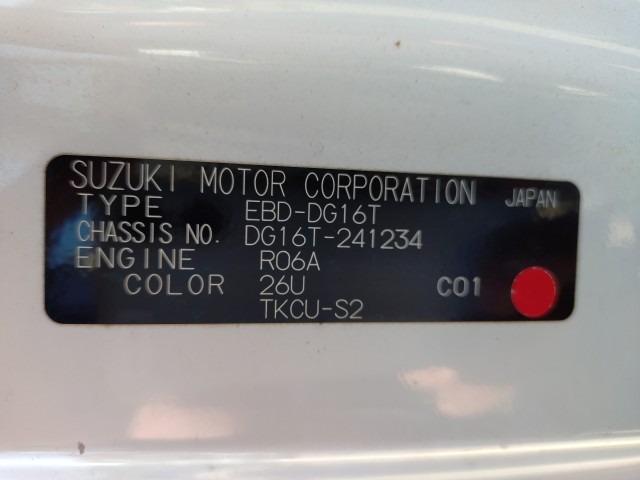 SUZUKI MOTOR CORPORATION JAPAN
TYPE EBD-DG16T
CHASSIS NO. DG16T-241234
ENGINE R06A
COLOR 26U C01
TKCU-S2